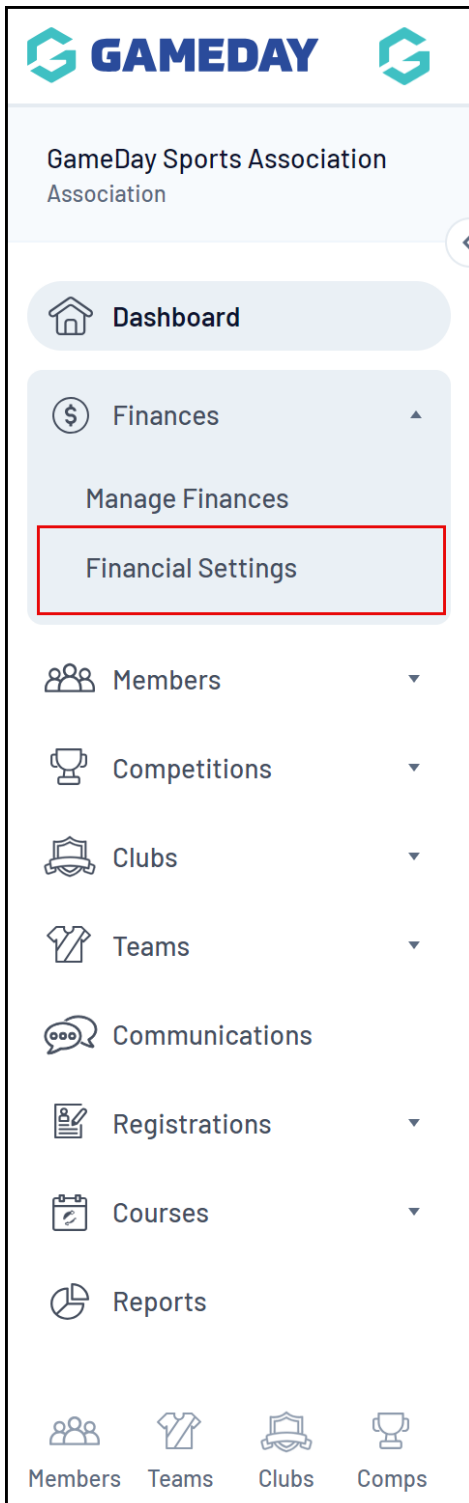 GAMEDAY
GameDay Sports Association
Association
Dashboard
Finances
Manage Finances
Financial Settings
Members
Competitions
Clubs
Teams
Communications
Registrations
Courses
Reports
Members Teams Clubs Comps